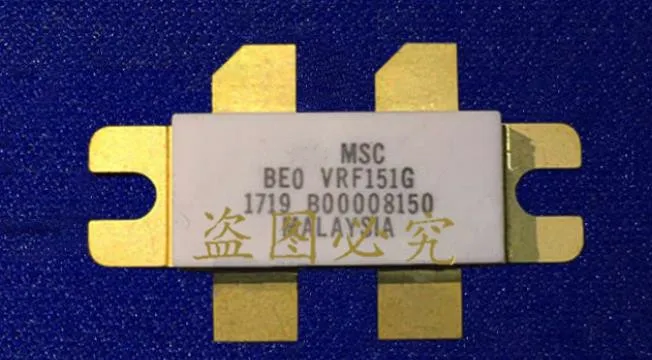 MSC
BEO VRF151G
1719 B00008150
MALAYSIA
盗图必究